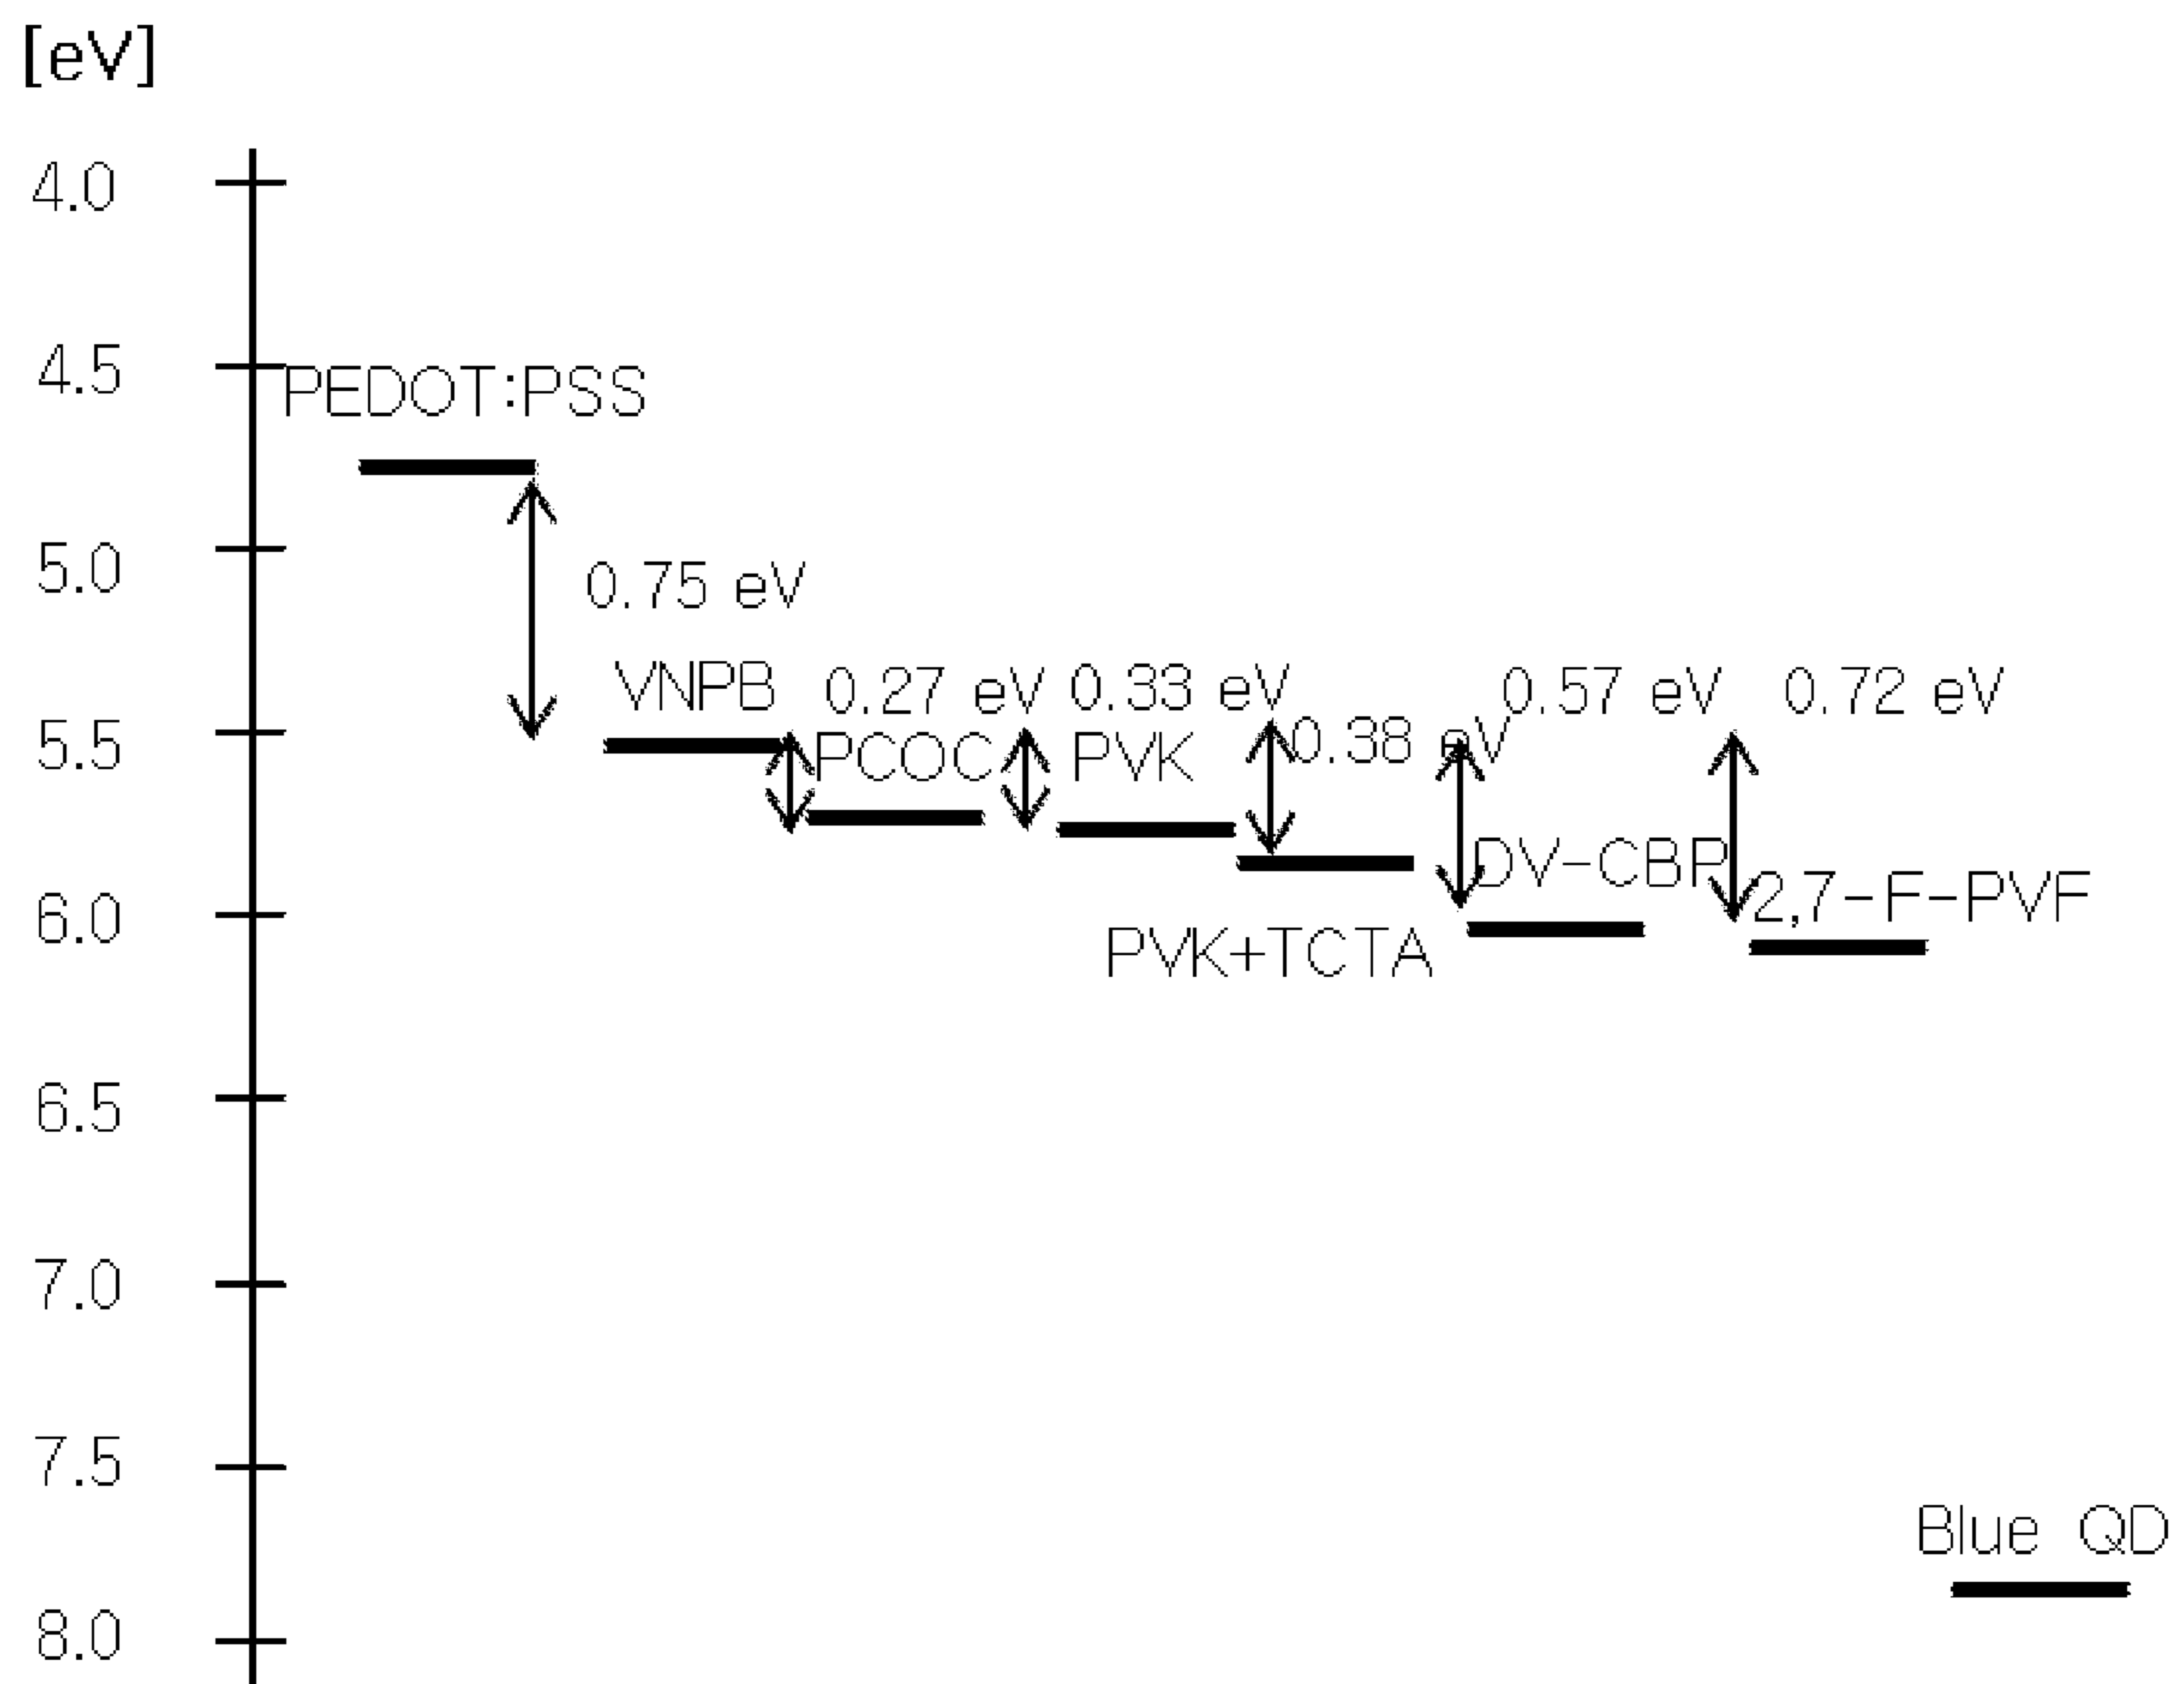 [eV]
4.0
4.5
PEDOT:PSS
5.0
0.75 eV
VNPB
0.27 eV
0.33 eV
0.57 eV
0.72 eV
5.5
PCOC
PVK
0.38 eV
DV-CBP
2,7-F-PVF
6.0
PVK+TCTA
6.5
7.0
7.5
Blue QD
8.0